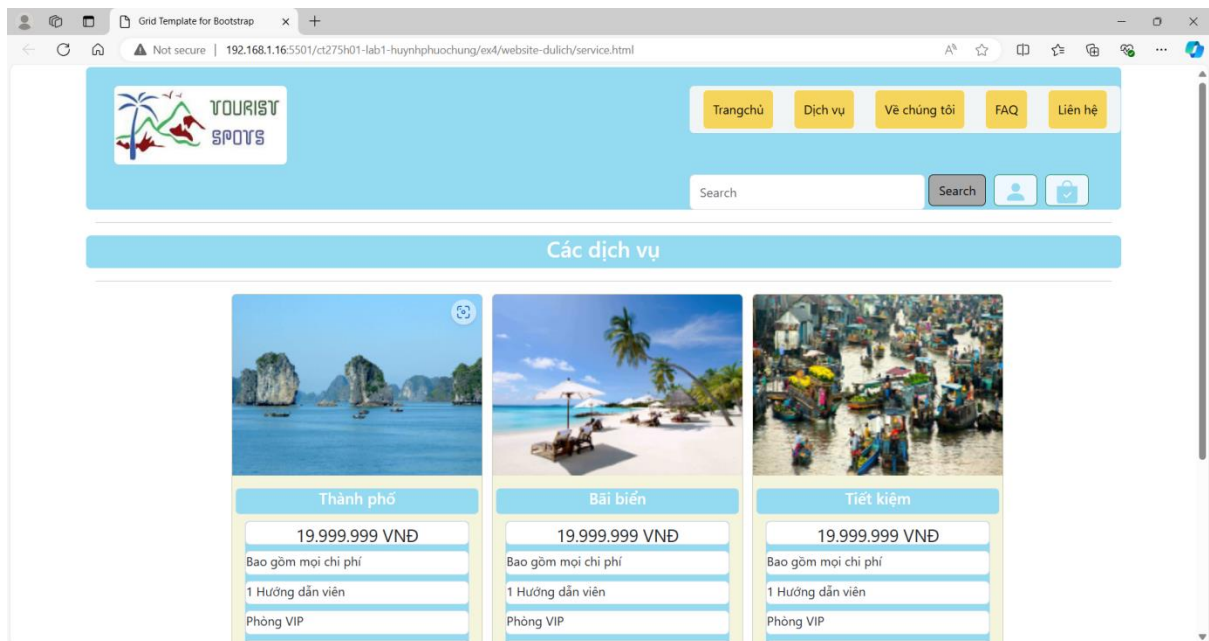 Grid Template for Bootstrap
Not secure | 192.168.1.16:5501/ct275h01-lab1-huynhphuochung/ex4/website-dulich/service.html
TOURIST
SPOTS
Trangchủ Dịch vụ Về chúng tôi FAQ Liên hệ
Search Search
Các dịch vụ
Thành phố Bãi biển Tiết kiệm
19.999.999 VNĐ 19.999.999 VNĐ 19.999.999 VNĐ
Bao gồm mọi chi phí Bao gồm mọi chi phí Bao gồm mọi chi phí
1 Hướng dẫn viên 1 Hướng dẫn viên 1 Hướng dẫn viên
Phòng VIP Phòng VIP Phòng VIP